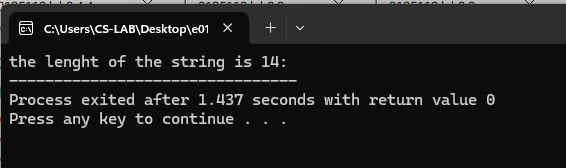 C:\Users\CS-LAB\Desktop\e01
the lenght of the string is 14:
--------------------------------
Process exited after 1.437 seconds with return value 0
Press any key to continue . . .